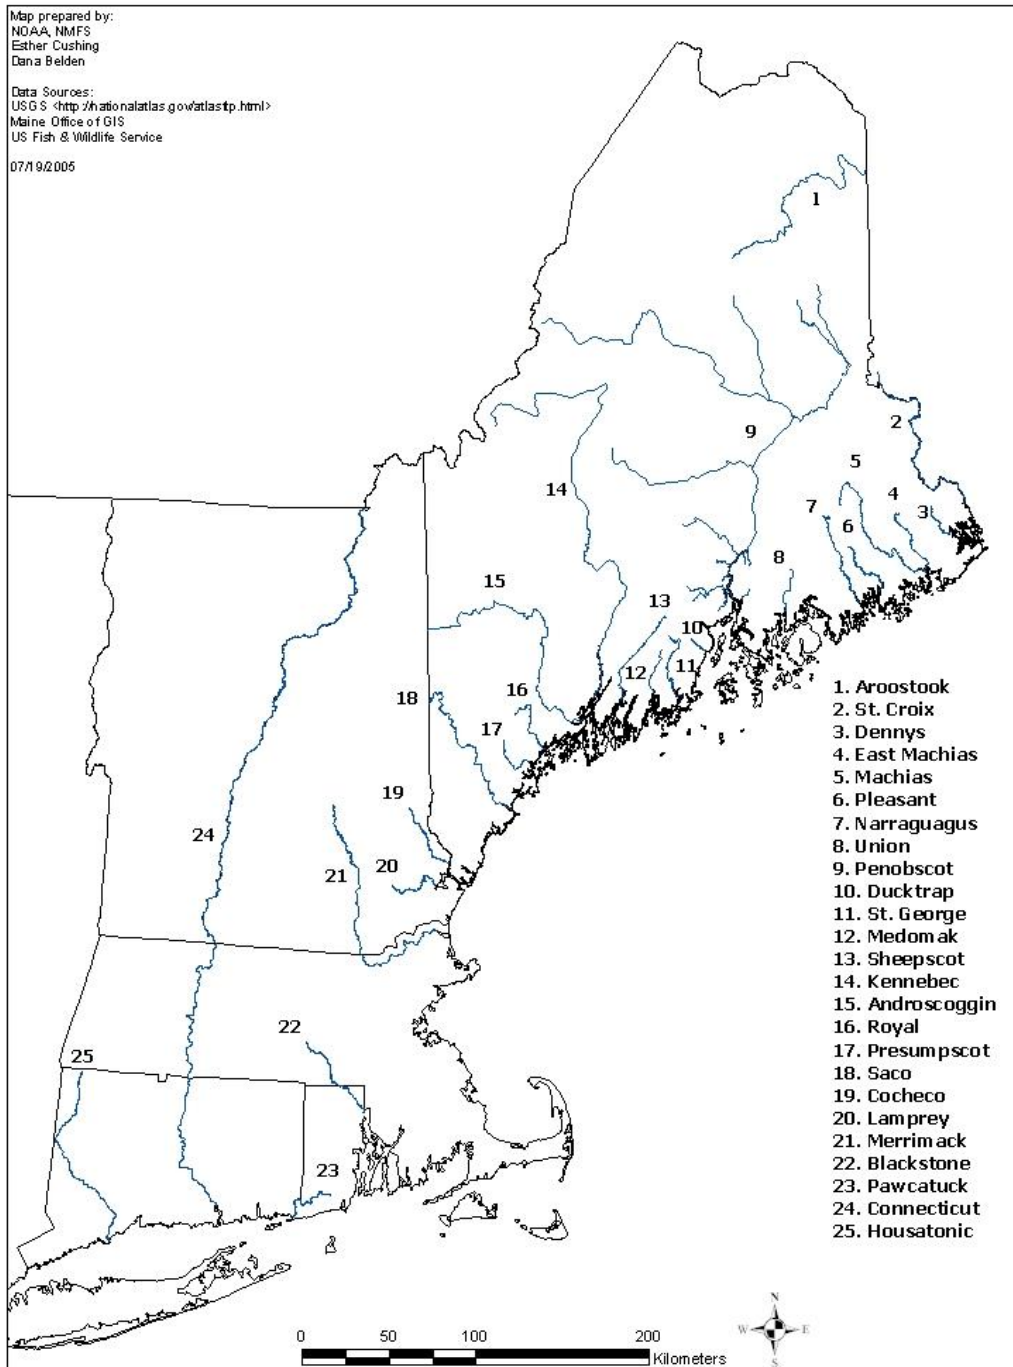 Map prepared by:
NOAA, NMFS
Esther Cushing
Dana Belden
Data Sources:
USGS <http://nationalatlas.gov/atlasftp.html>
Maine Office of GIS
US Fish & Wildlife Service
07/19/2005
1
2
9
5
14
7
4
3
6
8
15
13
10
12
11
18
16
17
19
24
20
21
22
25
23
1. Aroostook
2. St. Croix
3. Dennys
4. East Machias
5. Machias
6. Pleasant
7. Narraguagus
8. Union
9. Penobscot
10. Ducktrap
11. St. George
12. Medomak
13. Sheepscot
14. Kennebec
15. Androscoggin
16. Royal
17. Presumpscot
18. Saco
19. Cocheco
20. Lamprey
21. Merrimack
22. Blackstone
23. Pawcatuck
24. Connecticut
25. Housatonic
N
W E
S
0 50 100 200
Kilometers